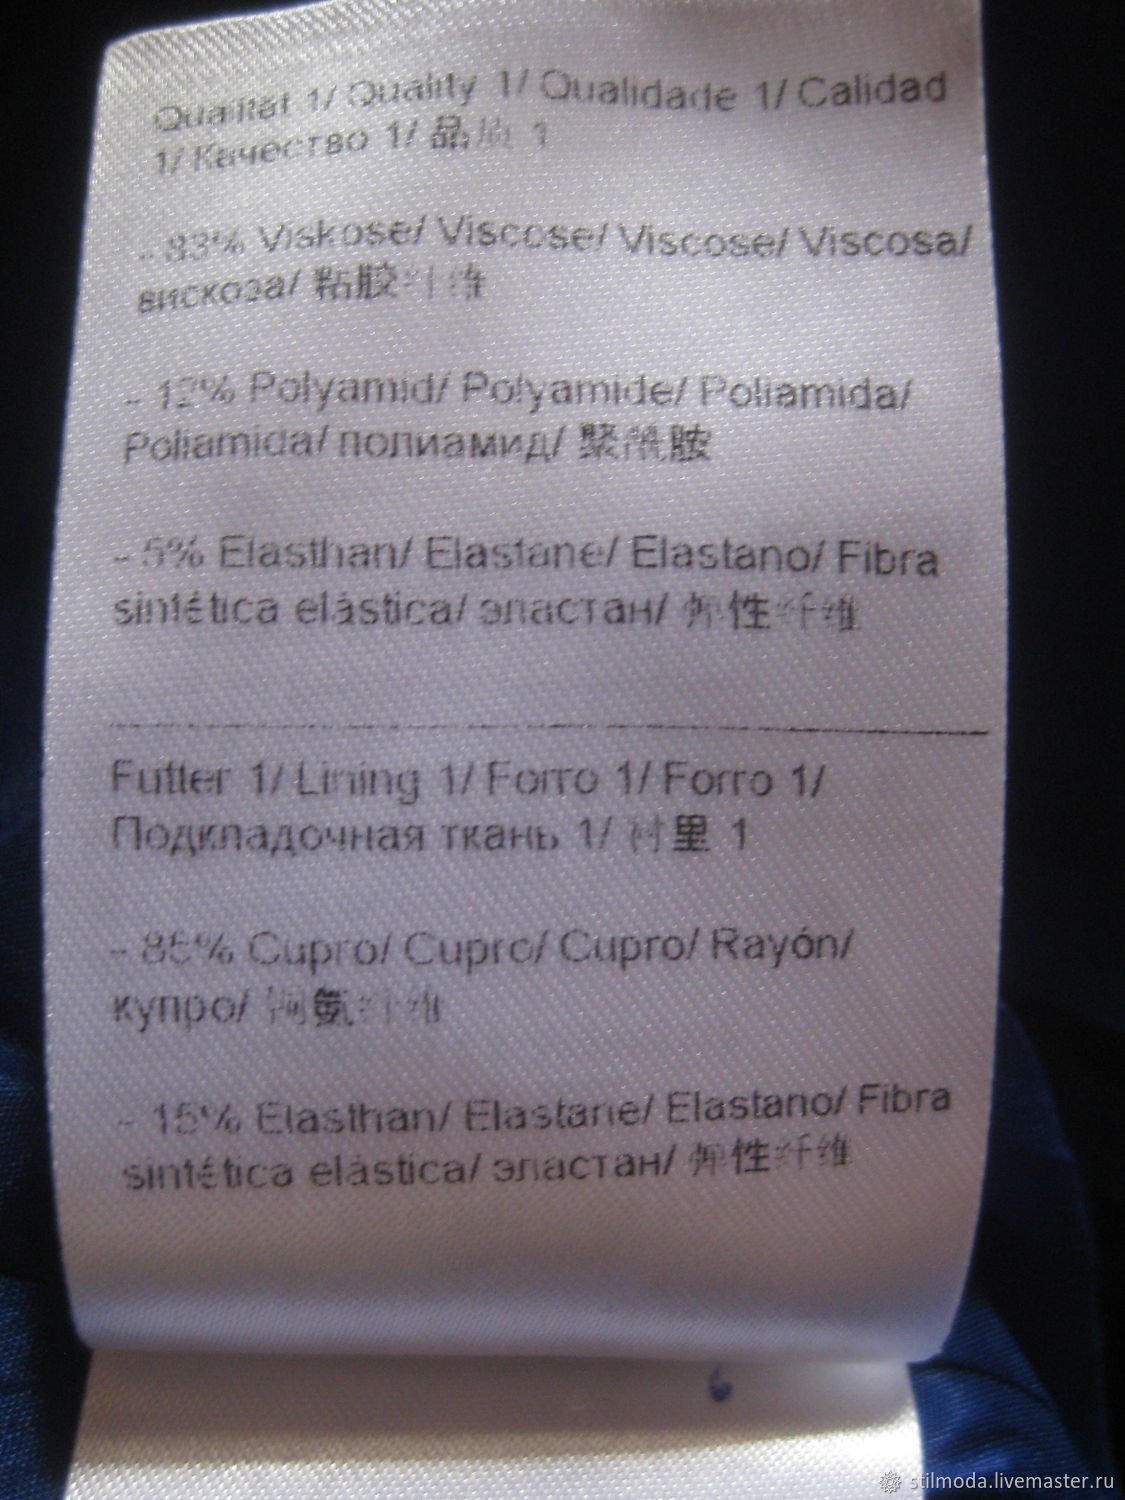 Qualität 1/ Quality 1/ Qualidade 1/ Calidad
1/ Качество 1/ 品质 1
- 83% Viskose/ Viscose/ Viscose/ Viscosa/
вискоза/ 粘胶纤维
- 12% Polyamid/ Polyamide/ Poliamida/
Poliamida/ полиамид/ 聚酰胺
- 5% Elasthan/ Elastane/ Elastano/ Fibra
sintética elástica/ эластан/ 弹性纤维
Futter 1/ Lining 1/ Forro 1/ Forro 1/
Подкладочная ткань 1/ 衬里 1
- 85% Cupro/ Cupro/ Cupro/ Rayón/
купро/ 铜氨纤维
- 15% Elasthan/ Elastane/ Elastano/ Fibra
sintética elástica/ эластан/ 弹性纤维
6
stilmoda.livemaster.ru